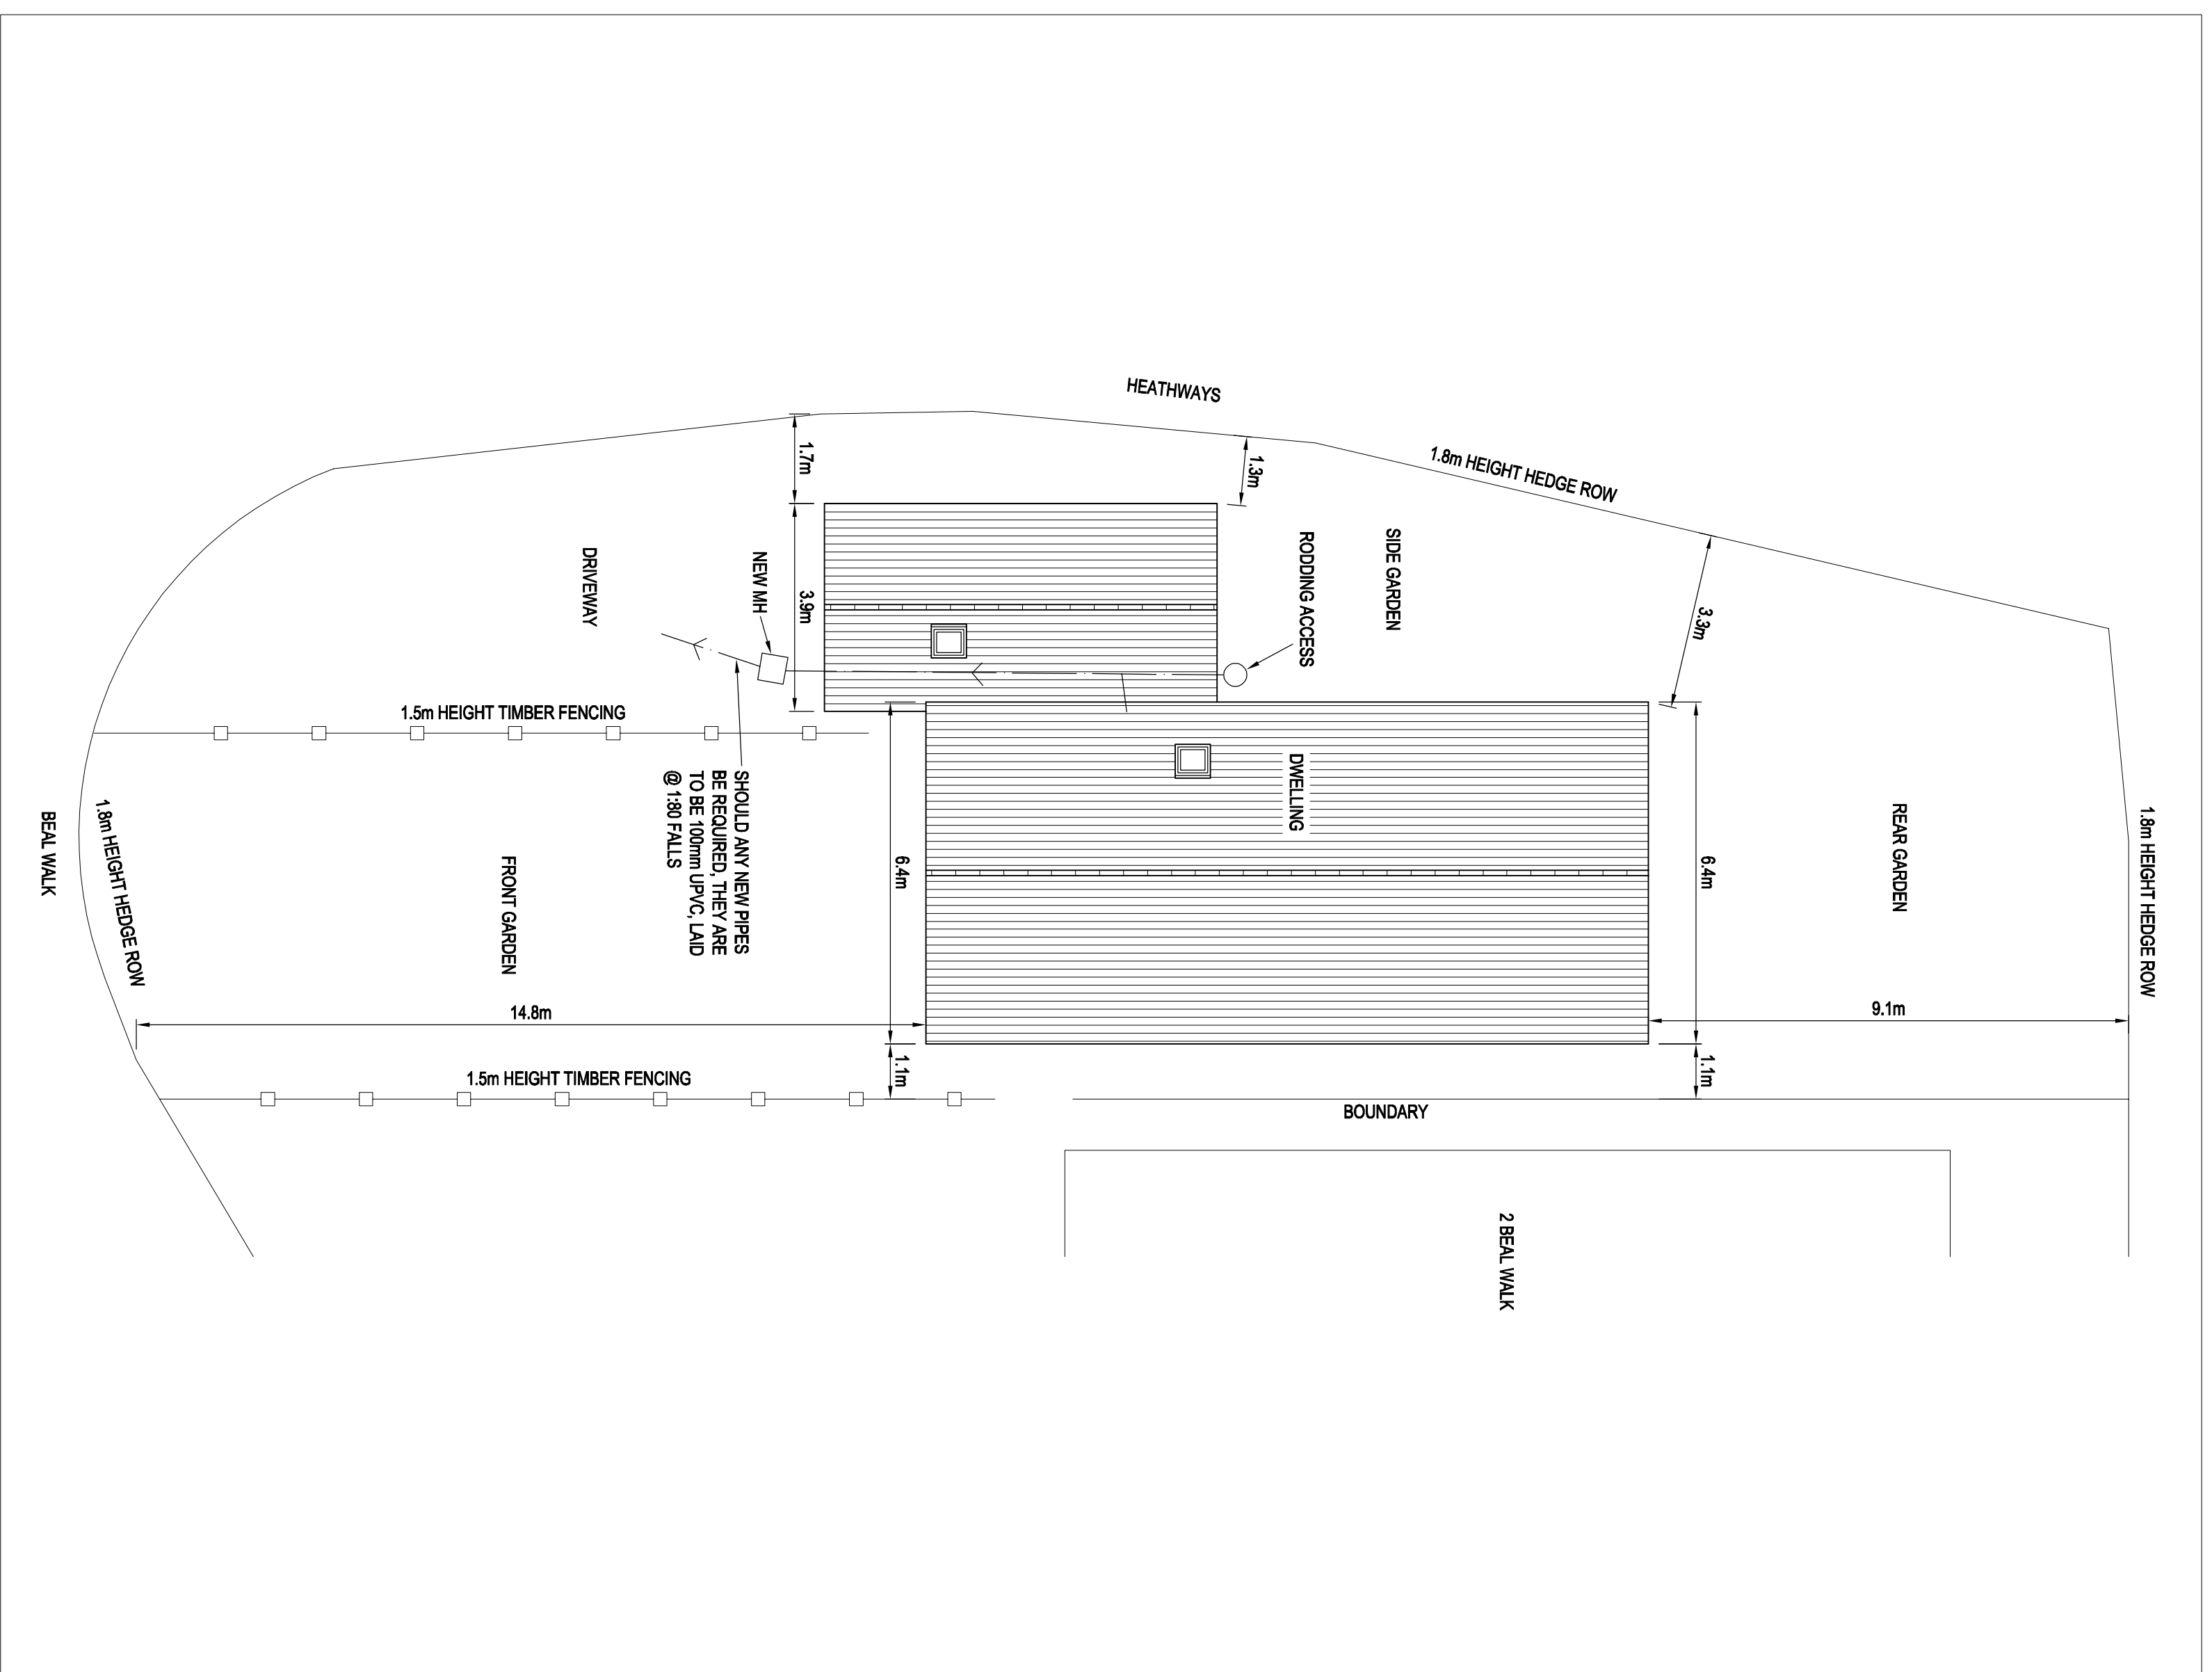 HEATHWAYS
1.8m HEIGHT HEDGE ROW
1.7m
1.3m
SIDE GARDEN
RODDING ACCESS
DRIVEWAY
NEW MH
3.9m
3.3m
1.5m HEIGHT TIMBER FENCING
SHOULD ANY NEW PIPES
BE REQUIRED, THEY ARE
TO BE 100mm UPVC, LAID
@ 1:80 FALLS
DWELLING
REAR GARDEN
1.8m HEIGHT HEDGE ROW
BEAL WALK
1.8m HEIGHT HEDGE ROW
FRONT GARDEN
6.4m
6.4m
14.8m
9.1m
1.1m
1.1m
1.5m HEIGHT TIMBER FENCING
BOUNDARY
2 BEAL WALK